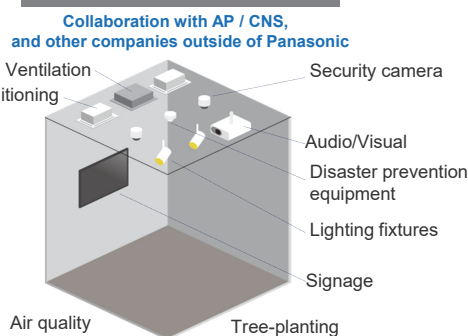 Collaboration with AP / CNS,
and other companies outside of Panasonic
Ventilation
Security camera
itioning
Audio/Visual
Disaster prevention
equipment
Lighting fixtures
Signage
Air quality
Tree-planting